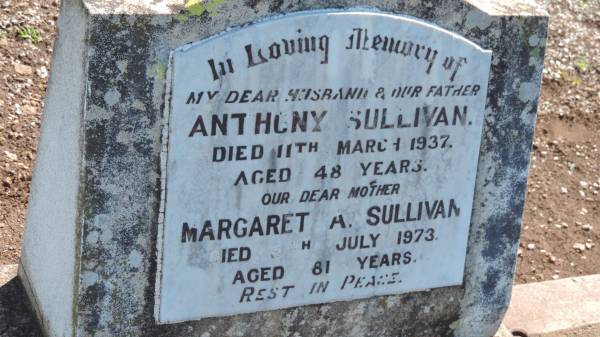 In Loving Memory of
MY DEAR HUSBAND & OUR FATHER
ANTHONY SULLIVAN.
DIED 11TH MARCH 1937.
AGED 48 YEARS.
OUR DEAR MOTHER
MARGARET A. SULLIVAN
IED H JULY 1973.
AGED 81 YEARS.
REST IN PEACE.